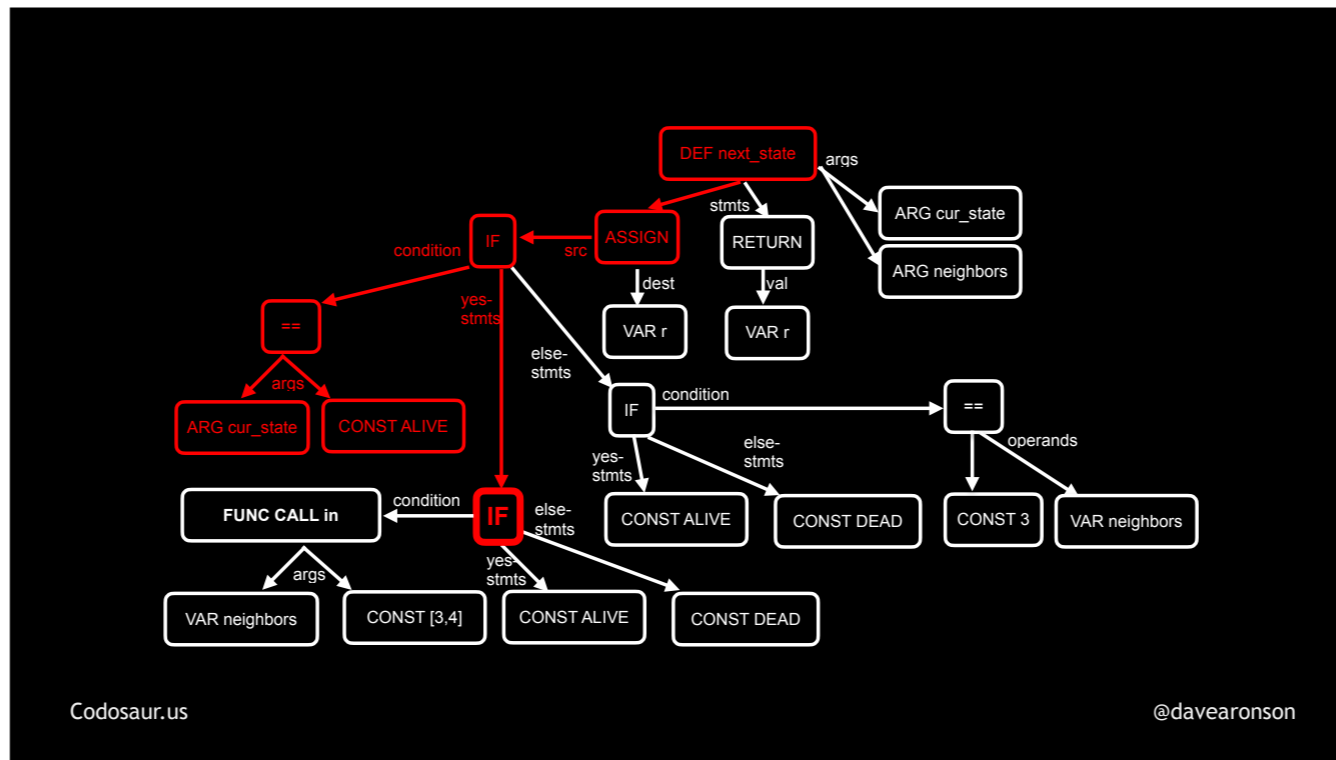 DEF next_state
args
ARG cur_state
stmts
IF
ASSIGN
RETURN
condition
src
ARG neighbors
dest
val
yes-
stmts
==
VAR r
VAR r
else-
stmts
args
IF
condition
==
ARG cur_state
CONST ALIVE
operands
yes-
stmts
else-
stmts
FUNC CALL in
condition
IF
else-
stmts
CONST ALIVE
CONST DEAD
CONST 3
VAR neighbors
args
yes-
stmts
VAR neighbors
CONST [3,4]
CONST ALIVE
CONST DEAD
Codosaur.us
@davearonson